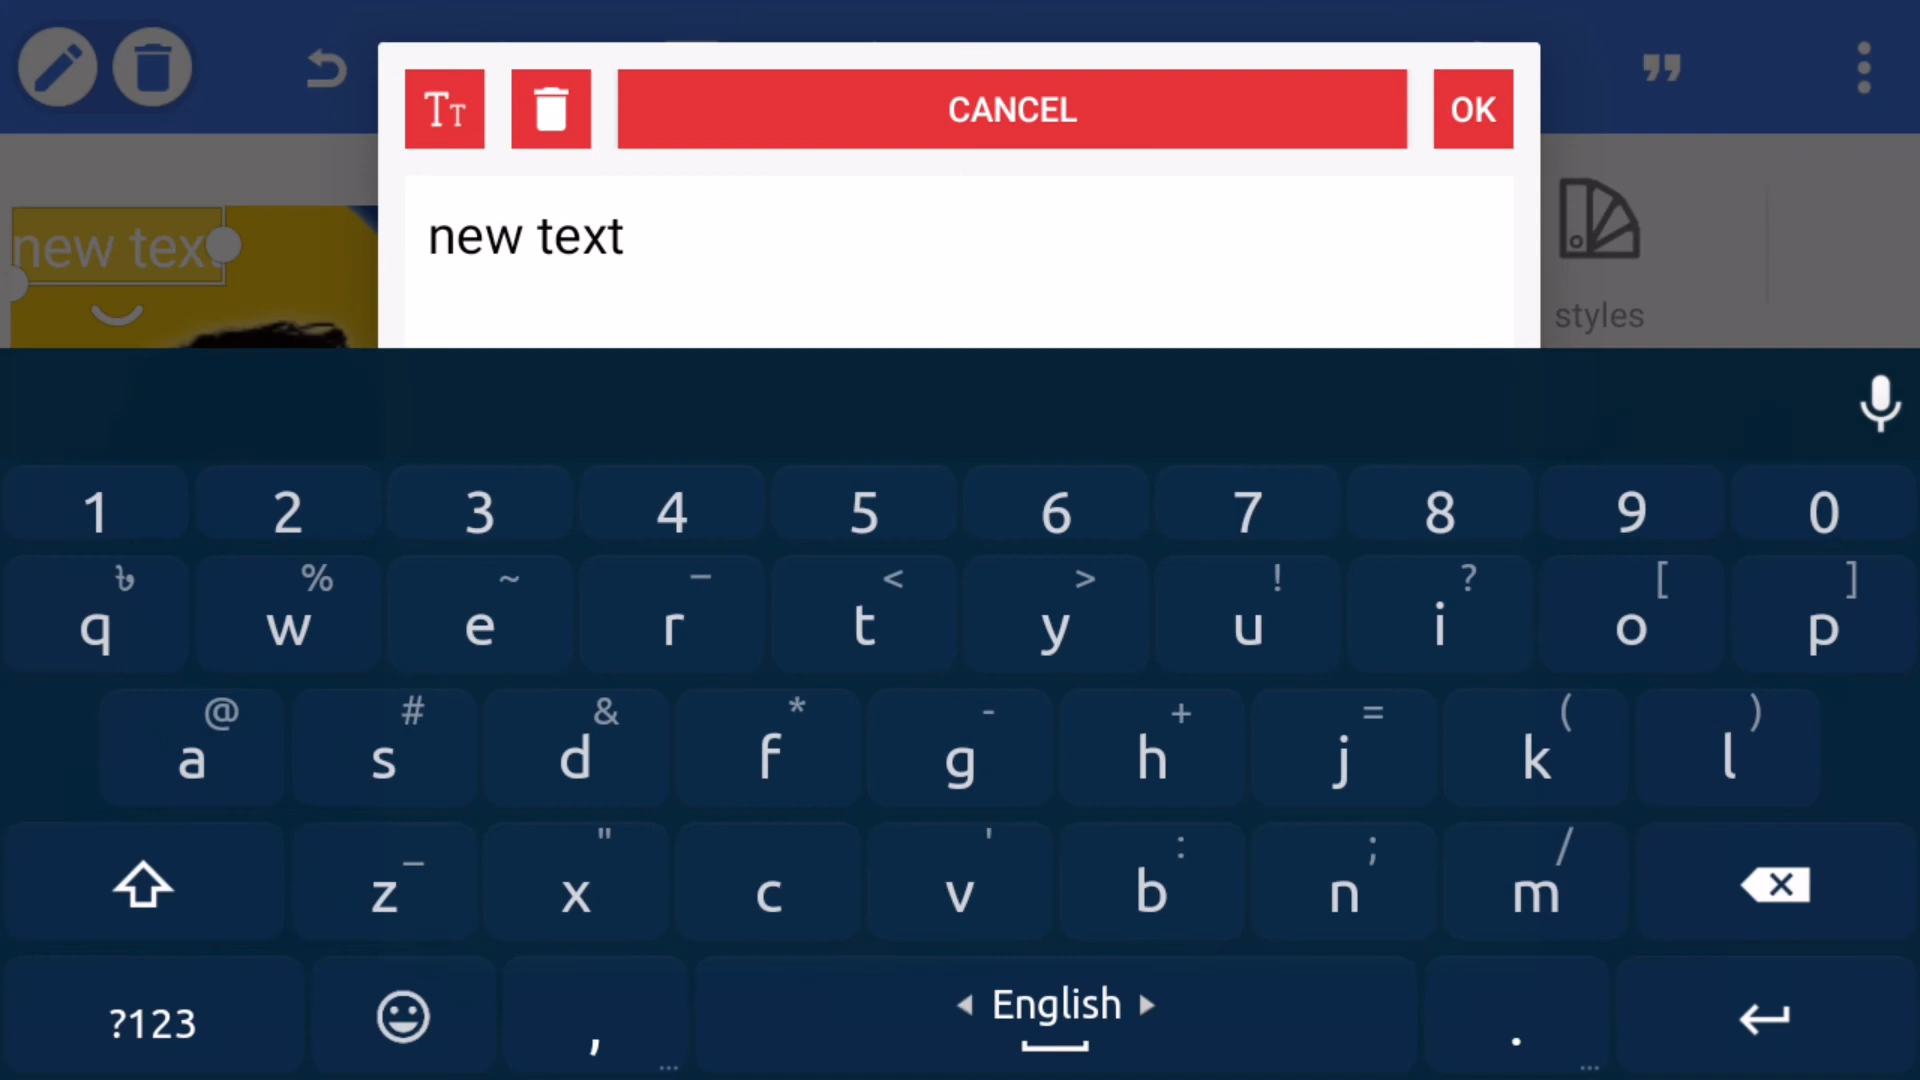 Tт CANCEL OK
new text
new tex
styles
1 2 3 4 5 6 7 8 9 0
৳ % ~ – < > ! ? [ ]
q w e r t y u i o p
@ # & * - + = ( )
a s d f g h j k l
_ " ' : ; /
z x c v b n m
?123 , English .